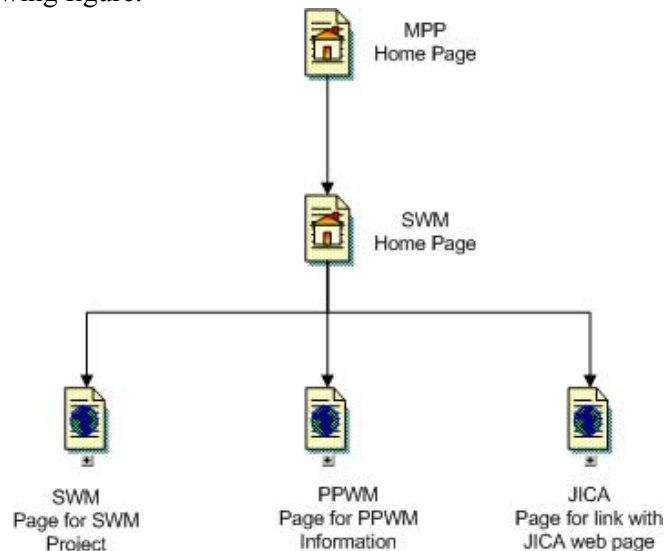 wing figure.
MPP
Home Page
SWM
Home Page
SWM
Page for SWM
Project
PPWM
Page for PPWM
Information
JICA
Page for link with
JICA web page